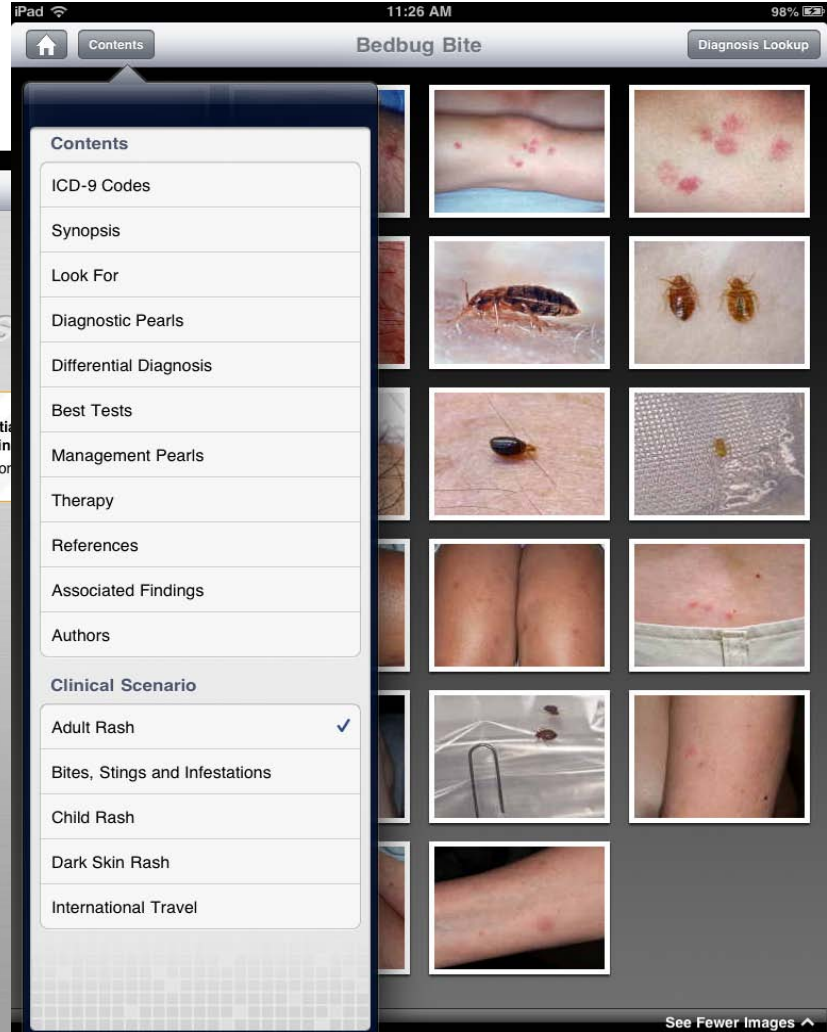 iPad
11:26 AM
98%
Contents
Bedbug Bite
Diagnosis Lookup
Contents
ICD-9 Codes
Synopsis
Look For
Diagnostic Pearls
Differential Diagnosis
Best Tests
Management Pearls
Therapy
References
Associated Findings
Authors
Clinical Scenario
Adult Rash
Bites, Stings and Infestations
Child Rash
Dark Skin Rash
International Travel
See Fewer Images